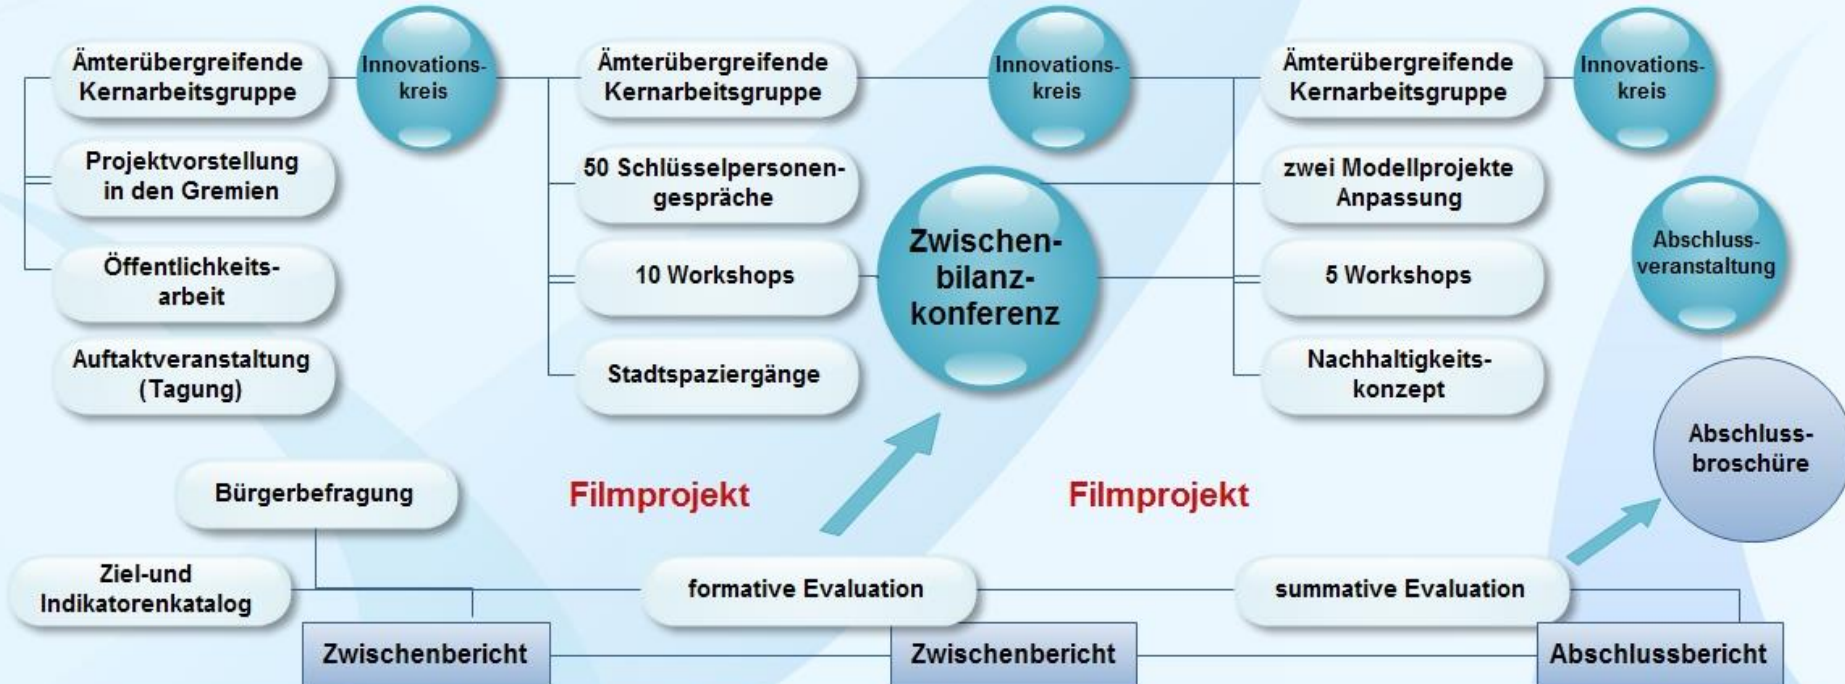 Ämterübergreifende
Kernarbeitsgruppe
Innovations-
kreis
Ämterübergreifende
Kernarbeitsgruppe
Innovations-
kreis
Ämterübergreifende
Kernarbeitsgruppe
Innovations-
kreis
Projektvorstellung
in den Gremien
50 Schlüsselpersonen-
gespräche
zwei Modellprojekte
Anpassung
Öffentlichkeits-
arbeit
10 Workshops
Zwischen-
bilanz-
konferenz
5 Workshops
Abschluss-
veranstaltung
Auftaktveranstaltung
(Tagung)
Stadtspaziergänge
Nachhaltigkeits-
konzept
Abschluss-
broschüre
Bürgerbefragung
Filmprojekt
Filmprojekt
Ziel-und
Indikatorenkatalog
formative Evaluation
summative Evaluation
Zwischenbericht
Zwischenbericht
Abschlussbericht